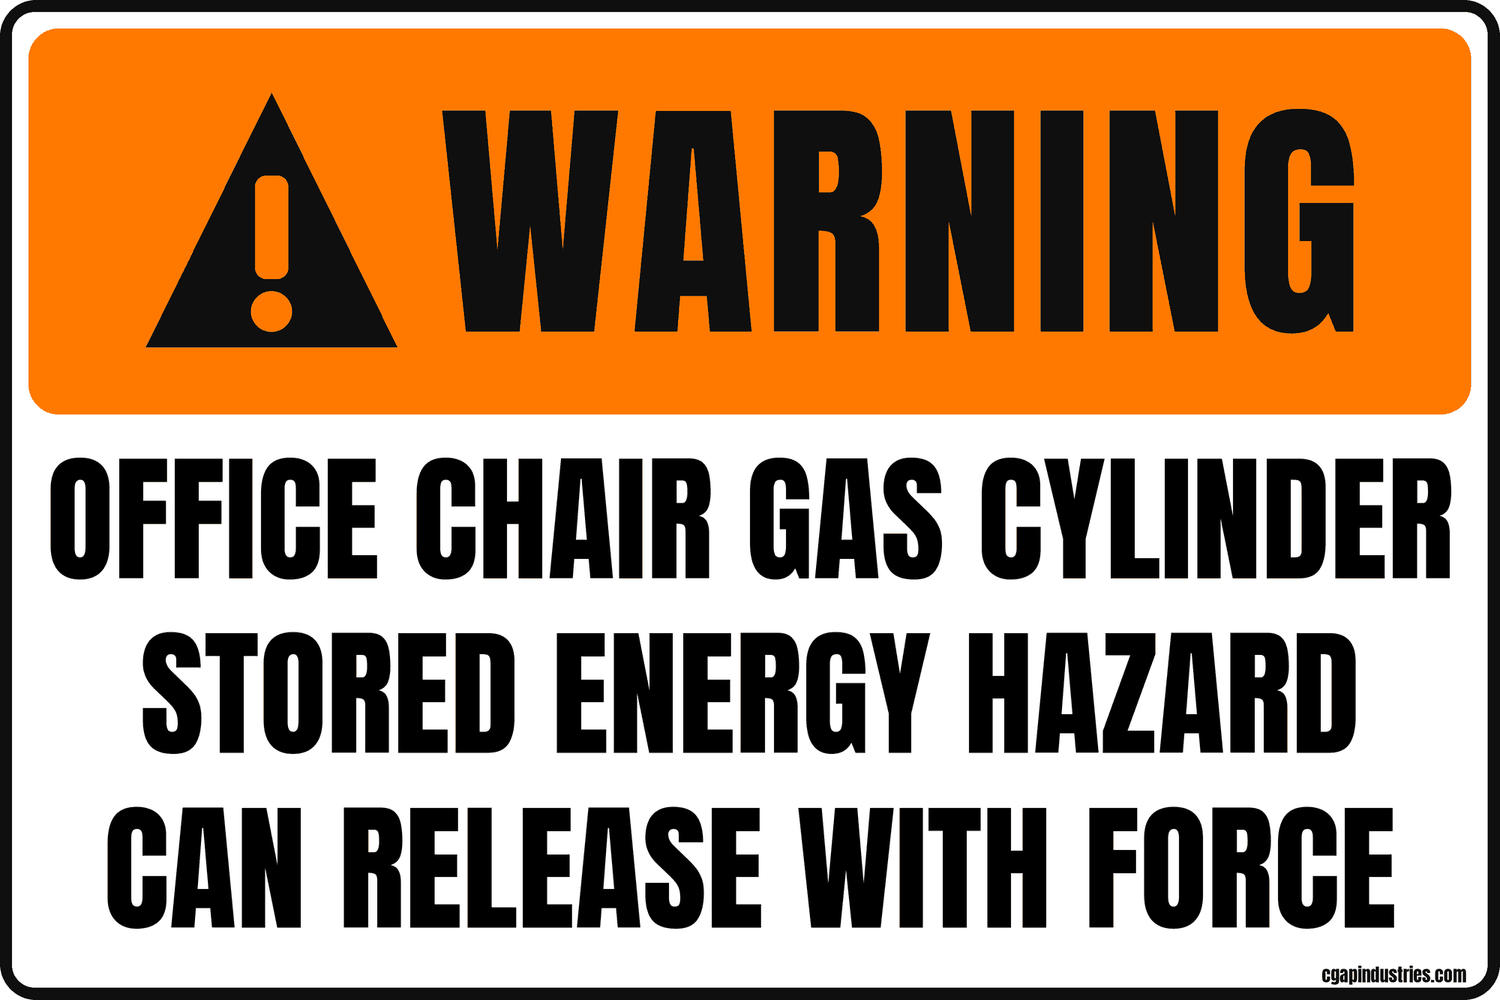 WARNING
OFFICE CHAIR GAS CYLINDER
STORED ENERGY HAZARD
CAN RELEASE WITH FORCE
cgapindustries.com